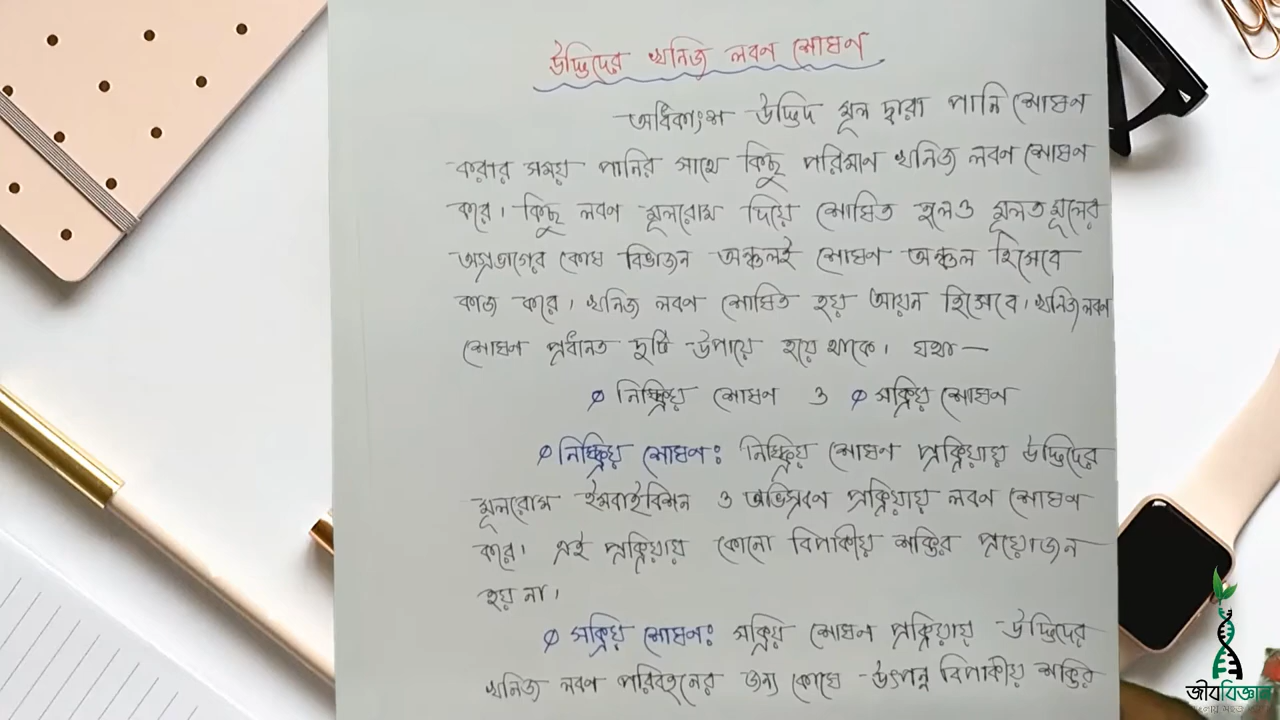 উদ্ভিদের খনিজ লবণ শোষণ
অধিকাংশ উদ্ভিদ মূল দ্বারা পানি শোষণ
করার সময় পানির সাথে কিছু পরিমাণ খনিজ লবণ শোষণ
করে। কিছু লবণ মূলরোম দিয়ে শোষিত হলেও মূলত মূলের
অগ্রভাগের কোষ বিভাজন অঞ্চলই শোষণ অঞ্চল হিসেবে
কাজ করে। খনিজ লবণ শোষিত হয় আয়ন হিসেবে। খনিজ লবণ
শোষণ প্রধানত দুটি উপায়ে হয়ে থাকে। যথা—
নিষ্ক্রিয় শোষণ ও সক্রিয় শোষণ
নিষ্ক্রিয় শোষণঃ নিষ্ক্রিয় শোষণ প্রক্রিয়ায় উদ্ভিদের
মূলরোম ইমবাইবিশন ও অভিস্রবণ প্রক্রিয়ায় লবণ শোষণ
করে। এই প্রক্রিয়ায় কোনো বিপাকীয় শক্তির প্রয়োজন
হয় না।
সক্রিয় শোষণঃ সক্রিয় শোষণ প্রক্রিয়ায় উদ্ভিদের
খনিজ লবণ পরিবহনের জন্য কোষে উৎপন্ন বিপাকীয় শক্তির
জীববিজ্ঞান